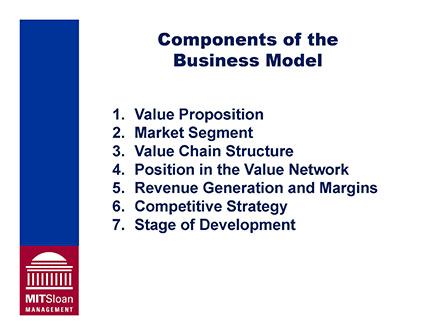 Components of the
Business Model
1. Value Proposition
2. Market Segment
3. Value Chain Structure
4. Position in the Value Network
5. Revenue Generation and Margins
6. Competitive Strategy
7. Stage of Development
MITSloan
MANAGEMENT